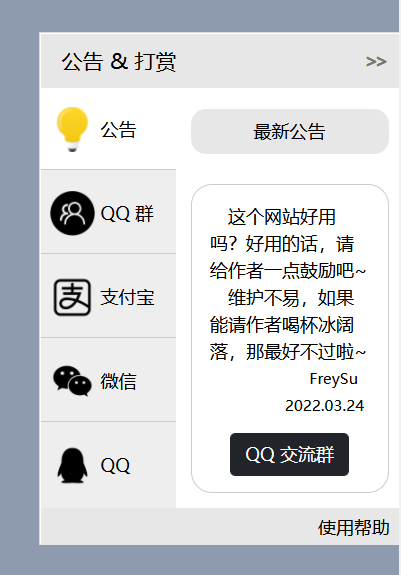 公告 & 打赏
>>
公告
QQ 群
支付宝
微信
QQ
最新公告
这个网站好用
吗？好用的话，请
给作者一点鼓励吧~
维护不易，如果
能请作者喝杯冰阔
落，那最好不过啦~
FreySu
2022.03.24
QQ 交流群
使用帮助